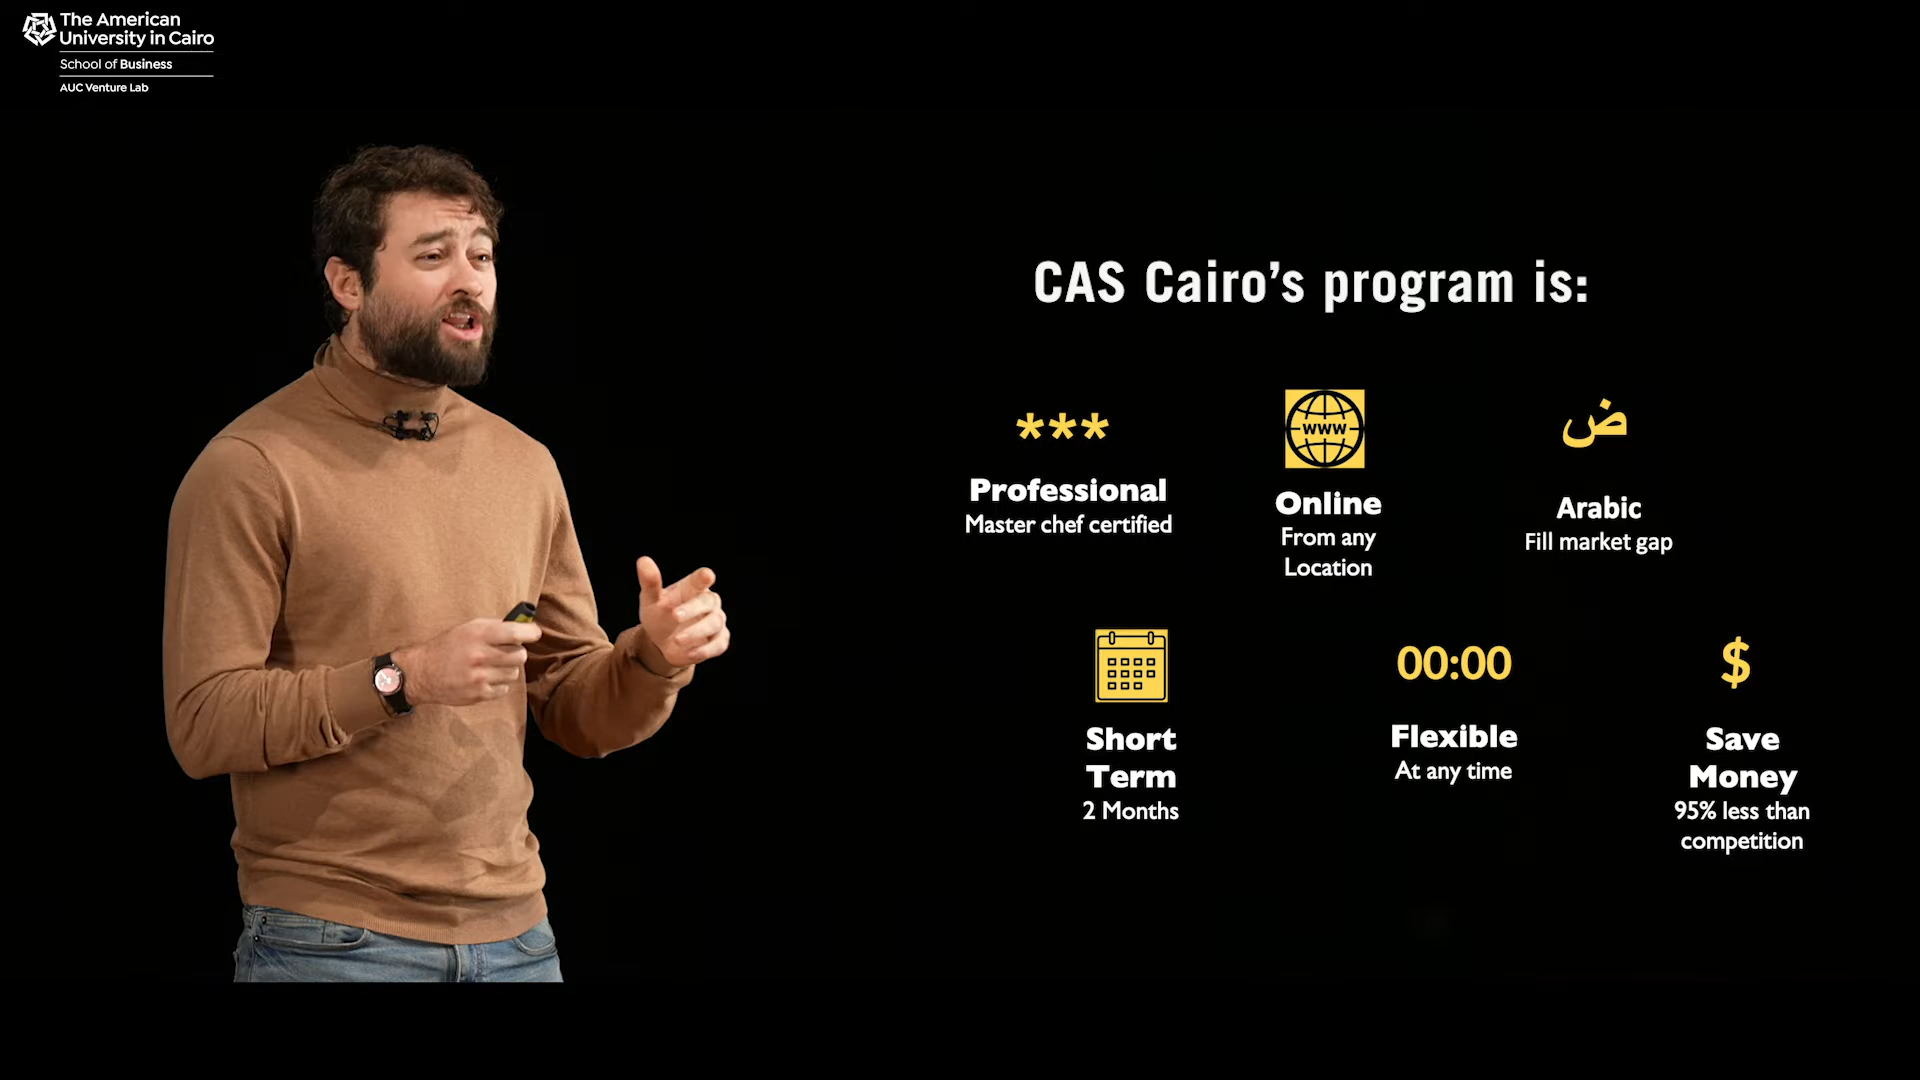 The American
University in Cairo
School of Business
AUC Venture Lab
CAS Cairo's program is:
***
Professional
Master chef certified
WWW
Online
From any
Location
ض
Arabic
Fill market gap
Short
Term
2 Months
00:00
Flexible
At any time
$
Save
Money
95% less than
competition